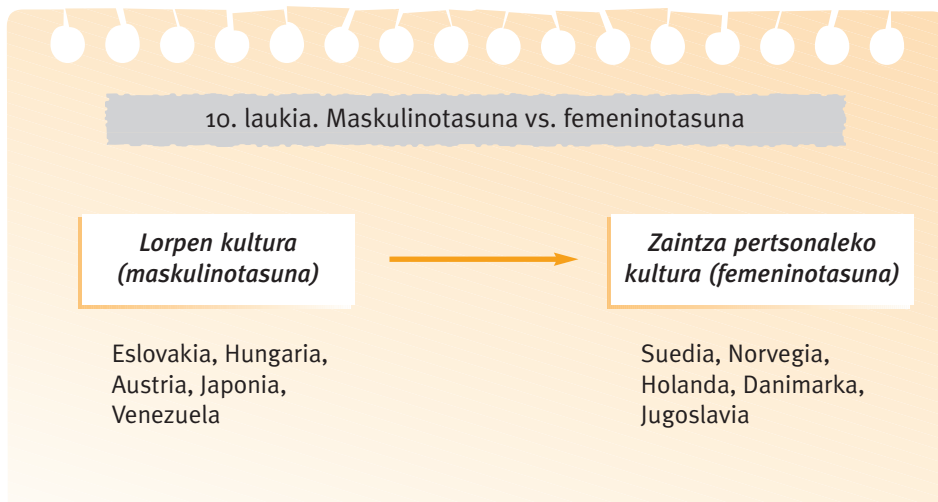 10. laukia. Maskulinotasuna vs. femeninotasuna
Lorpen kultura
(maskulinotasuna)
Zaintza pertsonaleko
kultura (femeninotasuna)
Eslovakia, Hungaria,
Austria, Japonia,
Venezuela
Suedia, Norvegia,
Holanda, Danimarka,
Jugoslavia